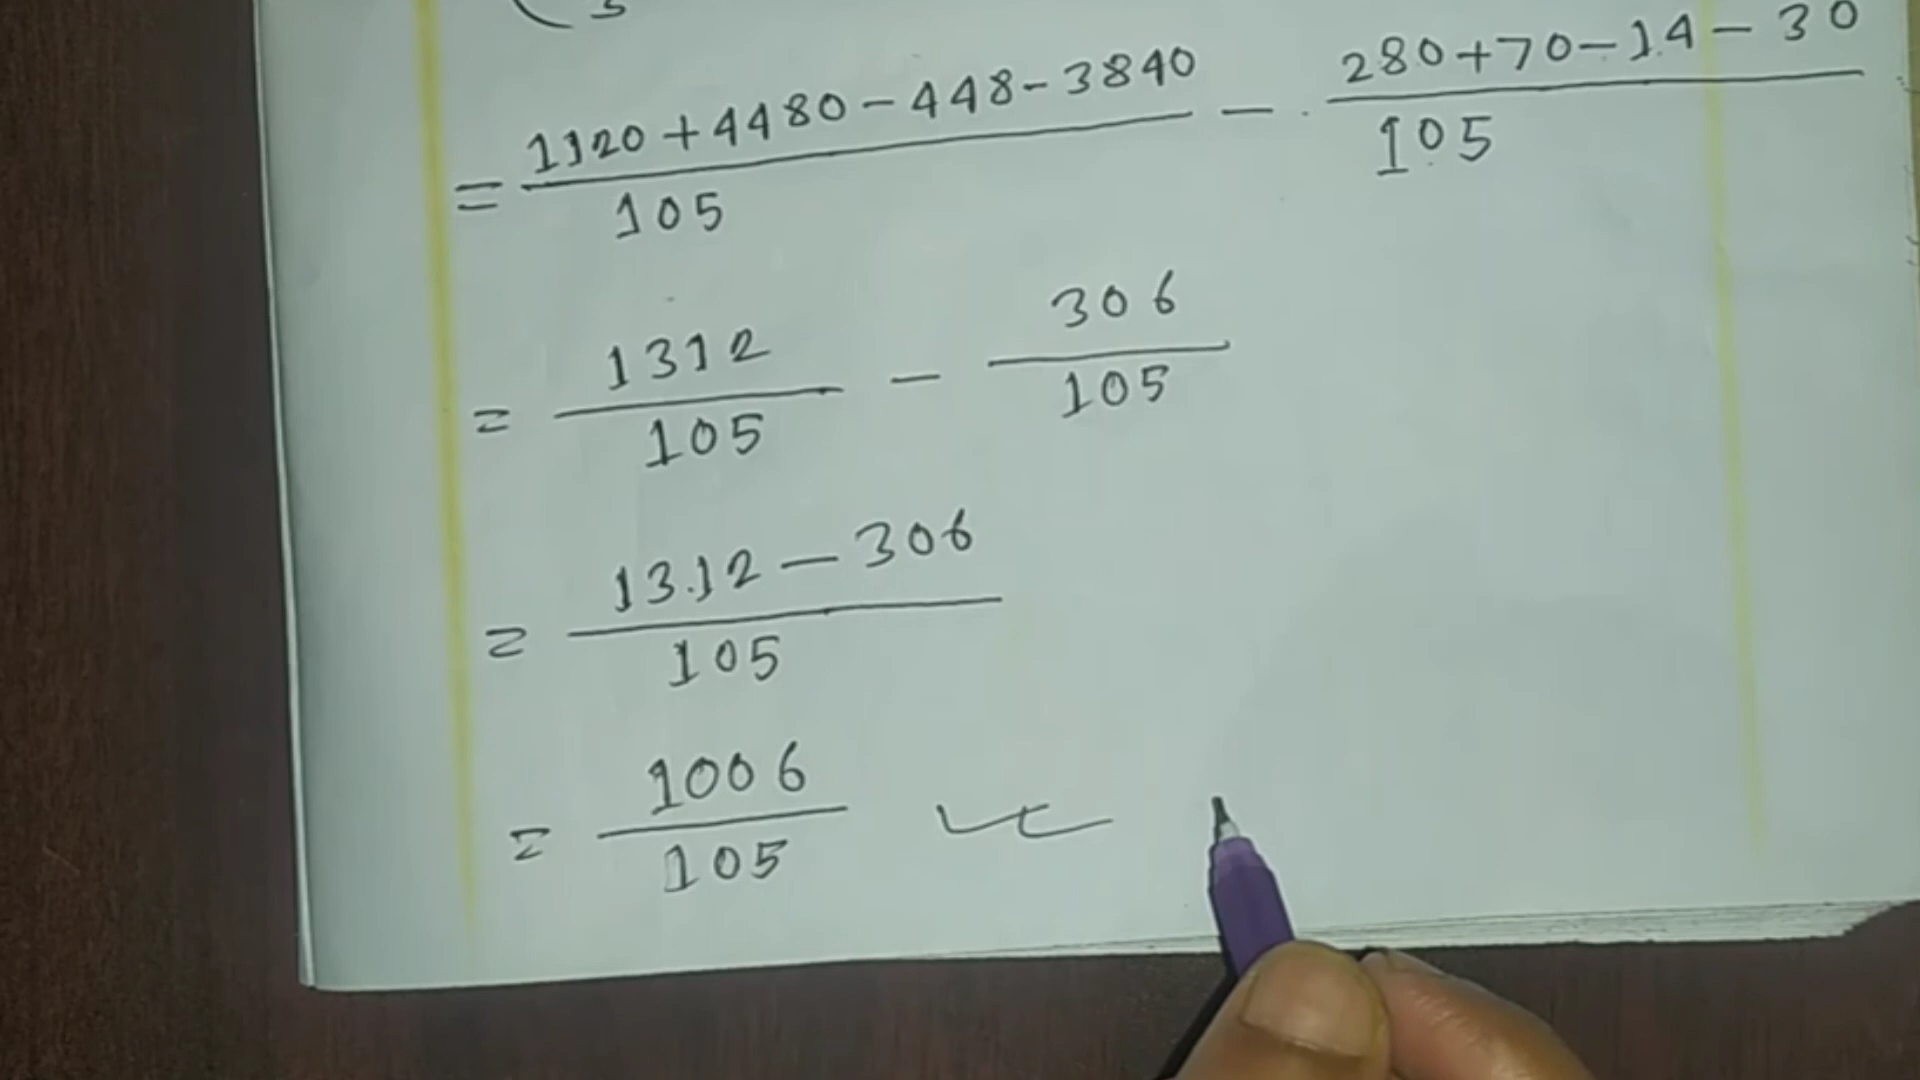 = 1120+4480-448-3840/105 - 280+70-14-30/105
= 1312/105 - 306/105
= 1312-306/105
= 1006/105